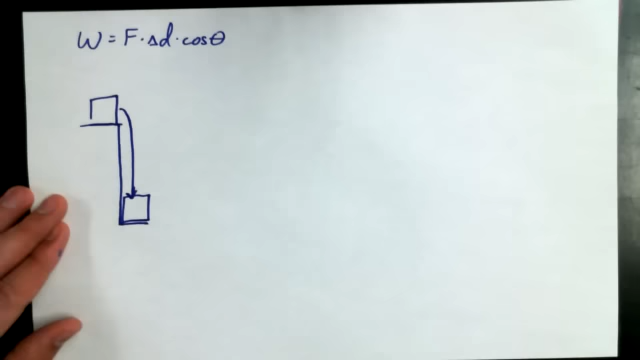 W = F · Δd · cosθ